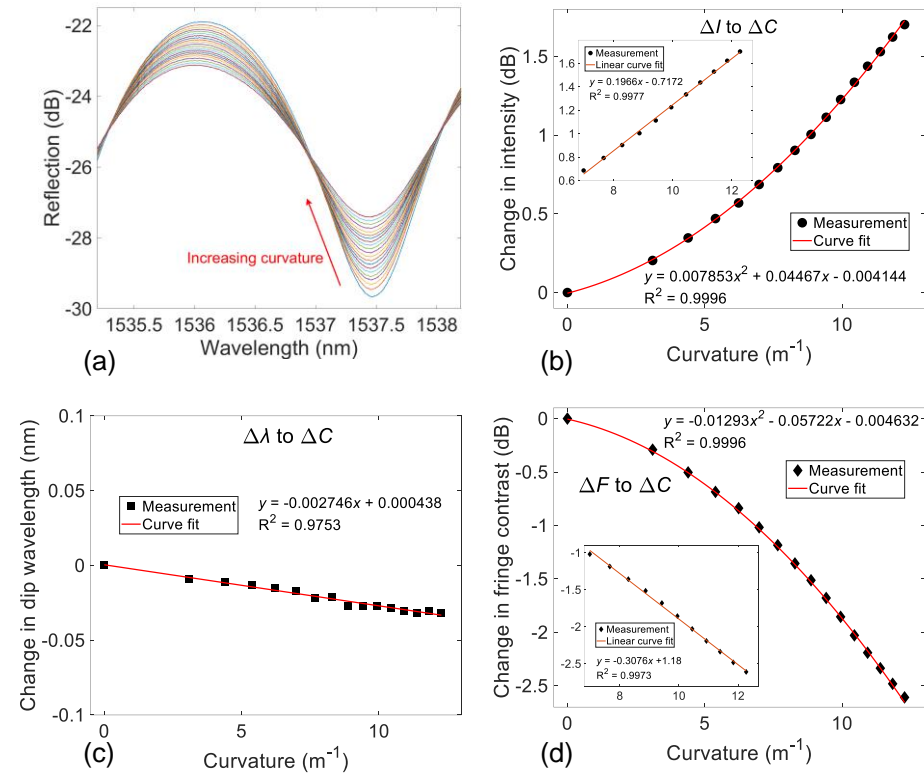 -22
-24
-26
-28
-30
Reflection (dB)
Increasing curvature
1535.5 1536 1536.5 1537 1537.5 1538
Wavelength (nm)
(a)
ΔI to ΔC
1.5
1
0.5
0
Change in intensity (dB)
1.6
1.4
1.2
1.0
0.8
0.6
8 10 12
Measurement
Linear curve fit
y = 0.1966x - 0.7172
R² = 0.9977
Measurement
Curve fit
y = 0.007853x² + 0.04467x - 0.004144
R² = 0.9996
0 5 10
Curvature (m⁻¹)
(b)
0.1
0.05
0
-0.05
-0.1
Change in dip wavelength (nm)
Δλ to ΔC
Measurement
Curve fit
y = -0.002746x + 0.000438
R² = 0.9753
0 5 10
Curvature (m⁻¹)
(c)
0
-0.5
-1
-1.5
-2
-2.5
Change in fringe contrast (dB)
y = -0.01293x² - 0.05722x - 0.004632
R² = 0.9996
Measurement
Curve fit
ΔF to ΔC
-1
-1.5
-2.0
-2.5
Measurement
Linear curve fit
y = -0.3076x +1.18
R² = 0.9973
8 10 12
0 5 10
Curvature (m⁻¹)
(d)